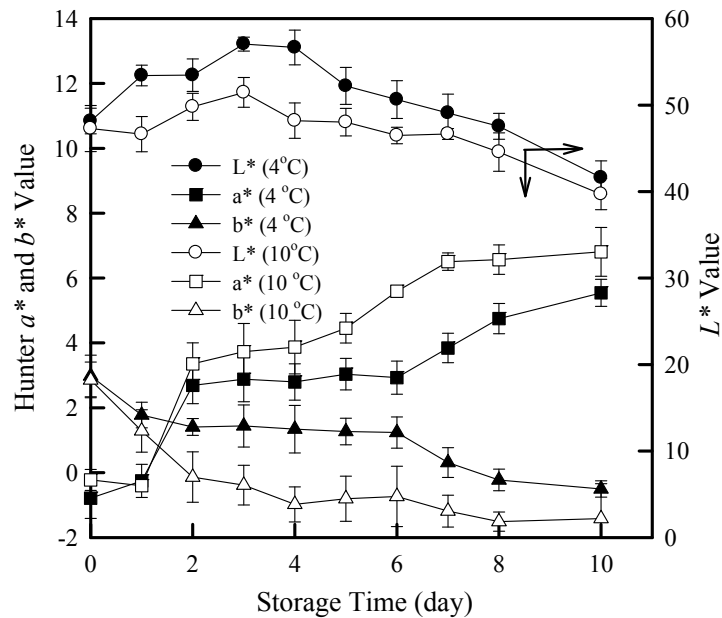 14
12
10
8
6
4
2
0
-2
Hunter a* and b* Value
60
50
40
30
20
10
0
L* Value
L* (4°C)
a* (4 °C)
b* (4 °C)
L* (10°C)
a* (10 °C)
b* (10 °C)
0 2 4 6 8 10
Storage Time (day)